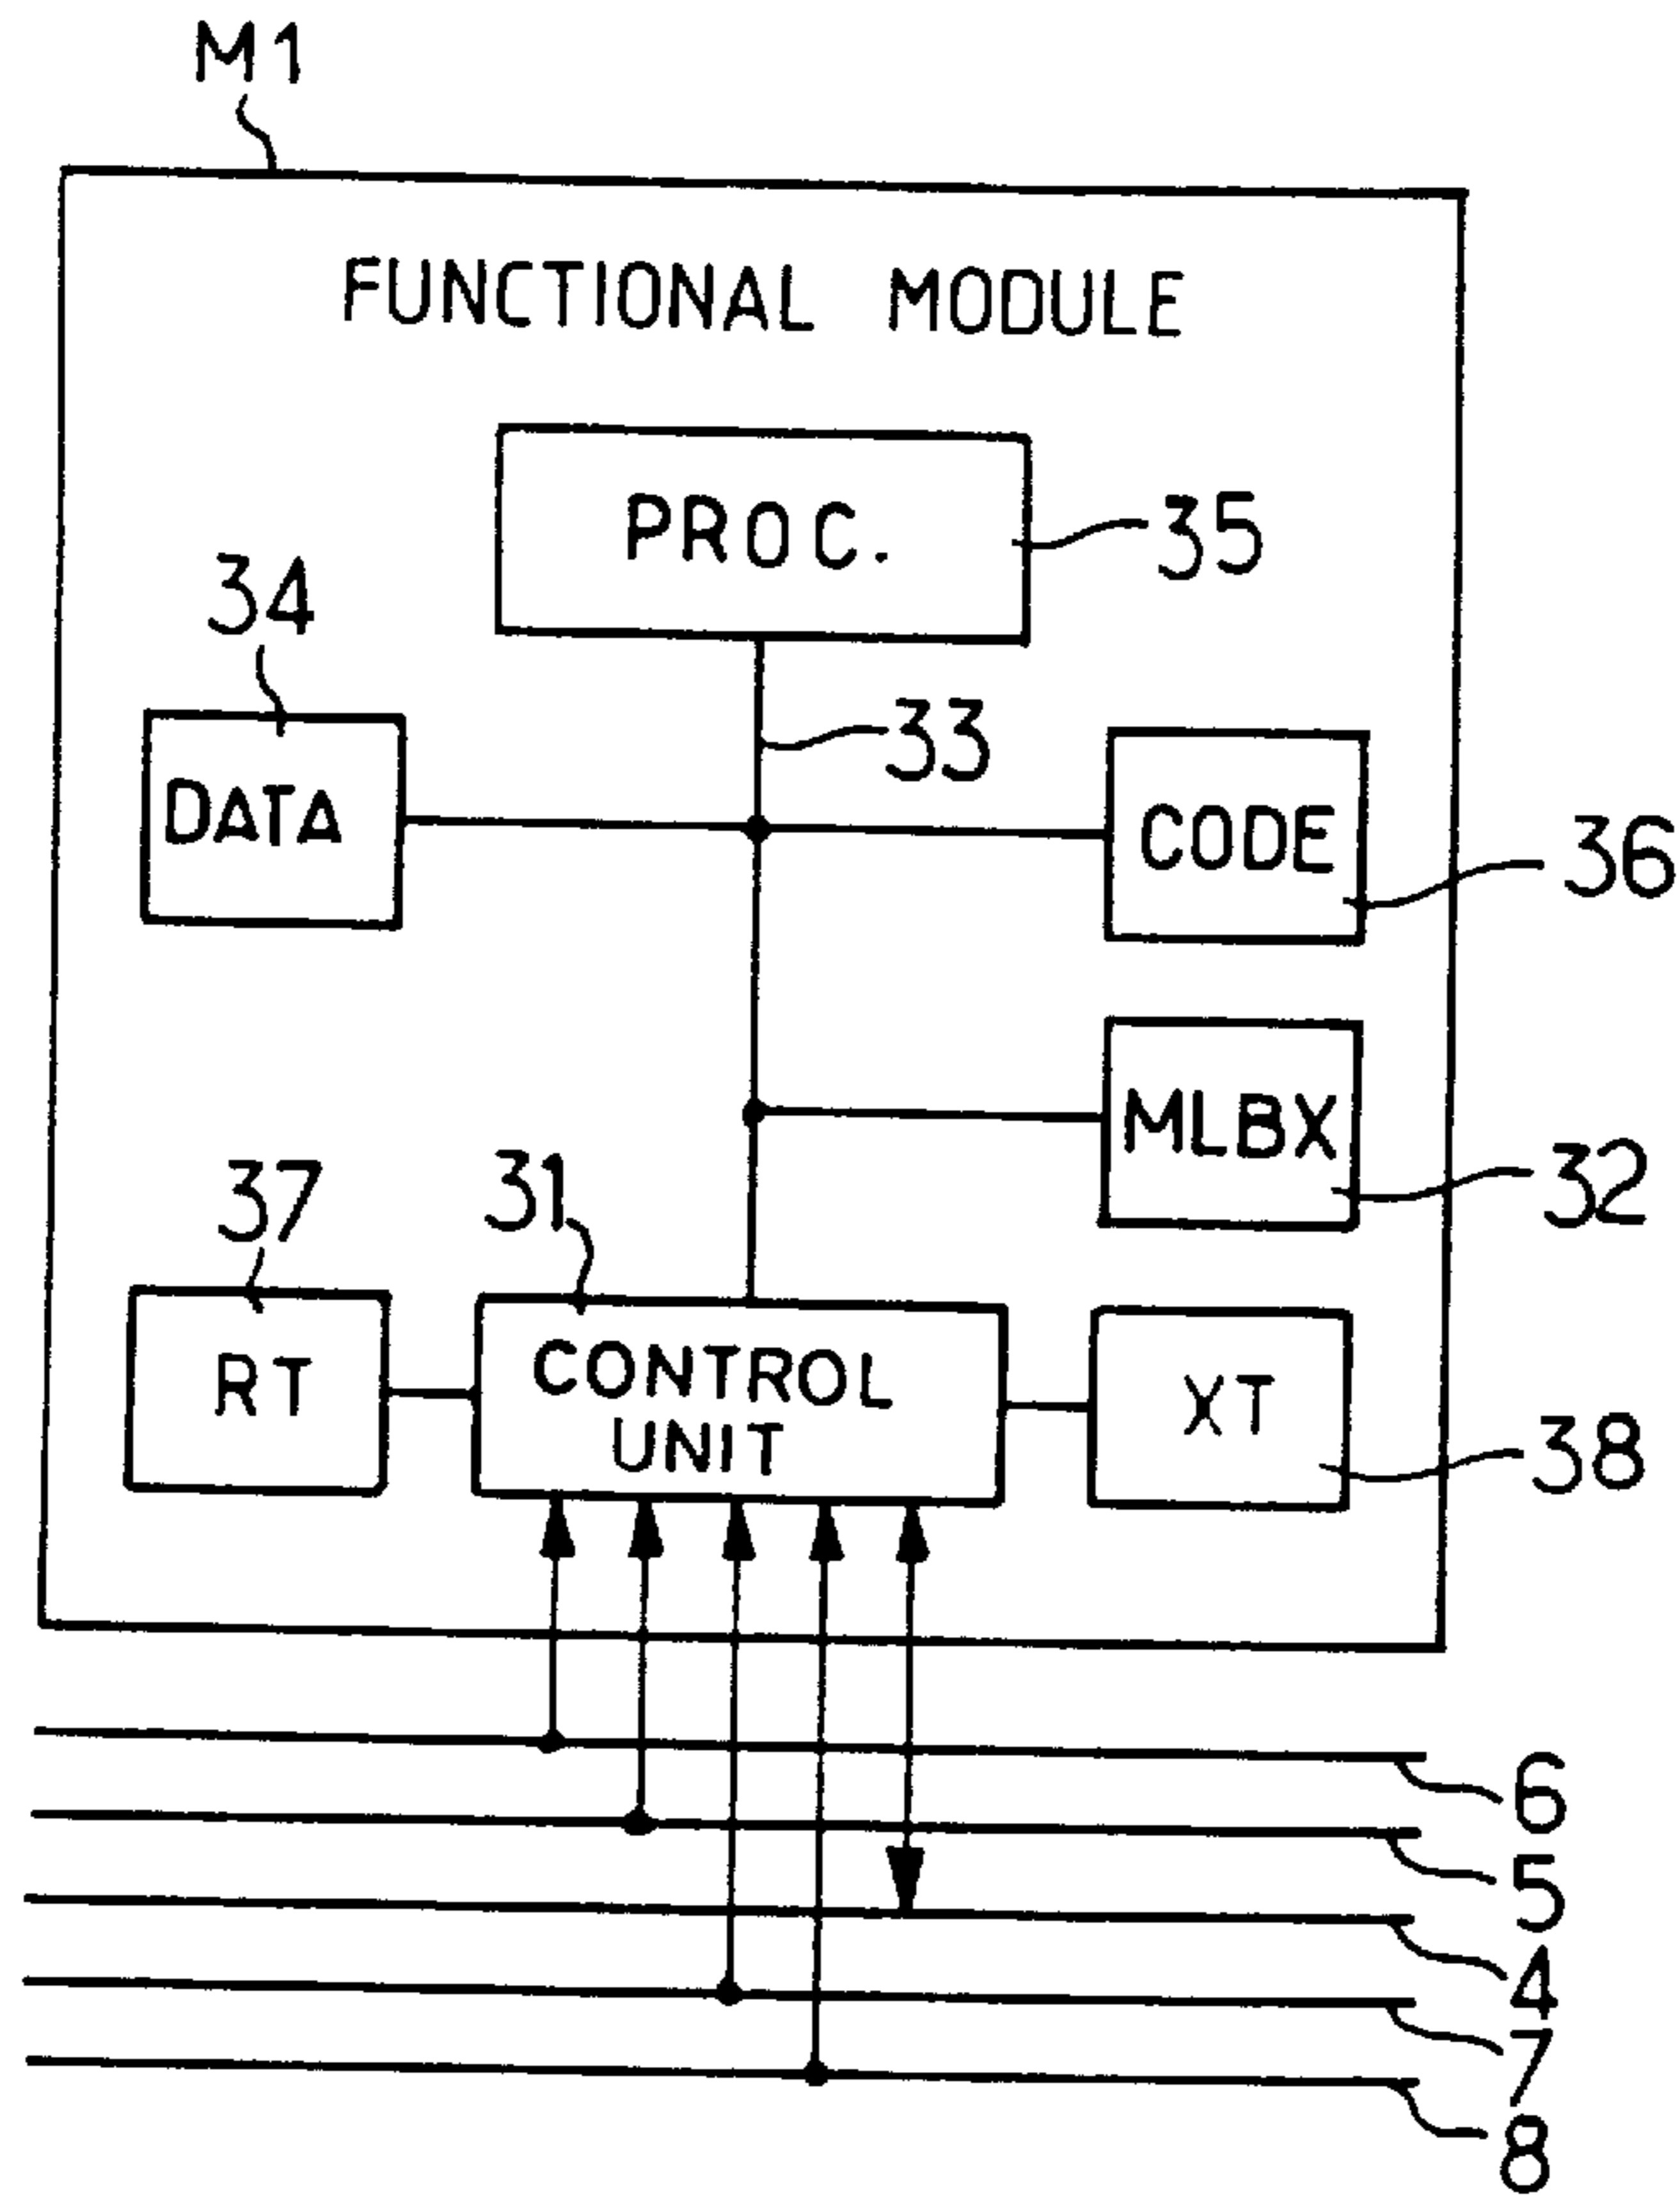 M1
FUNCTIONAL MODULE
PROC.
35
34
33
DATA
CODE
36
MLBX
32
37
31
RT
CONTROL
UNIT
XT
38
6
5
4
7
8